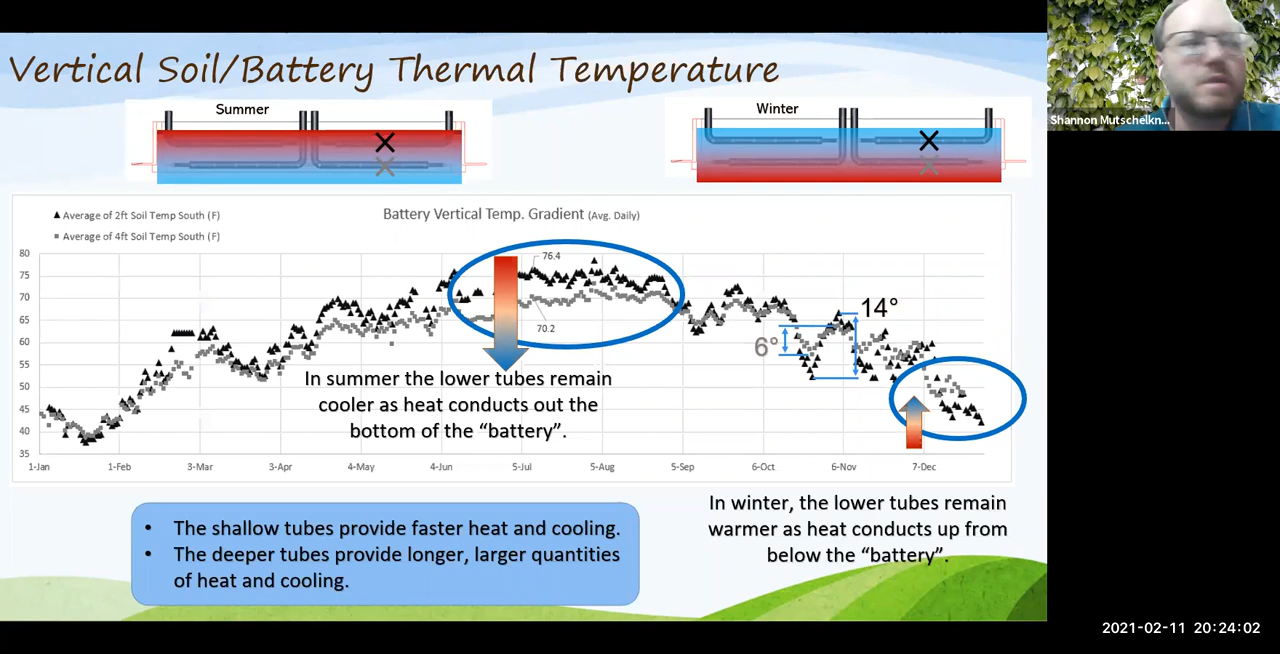 Vertical Soil/Battery Thermal Temperature
Summer
Winter
Shannon Mutschelkn...
Average of 2ft Soil Temp South (F)
Average of 4ft Soil Temp South (F)
Battery Vertical Temp. Gradient (Avg. Daily)
80
75
70
65
60
55
50
45
40
35
76.4
70.2
6°
14°
In summer the lower tubes remain
cooler as heat conducts out the
bottom of the “battery”.
1-Jan
1-Feb
3-Mar
3-Apr
4-May
4-Jun
5-Jul
5-Aug
5-Sep
6-Oct
6-Nov
7-Dec
• The shallow tubes provide faster heat and cooling.
• The deeper tubes provide longer, larger quantities
of heat and cooling.
In winter, the lower tubes remain
warmer as heat conducts up from
below the “battery”.
2021-02-11 20:24:02